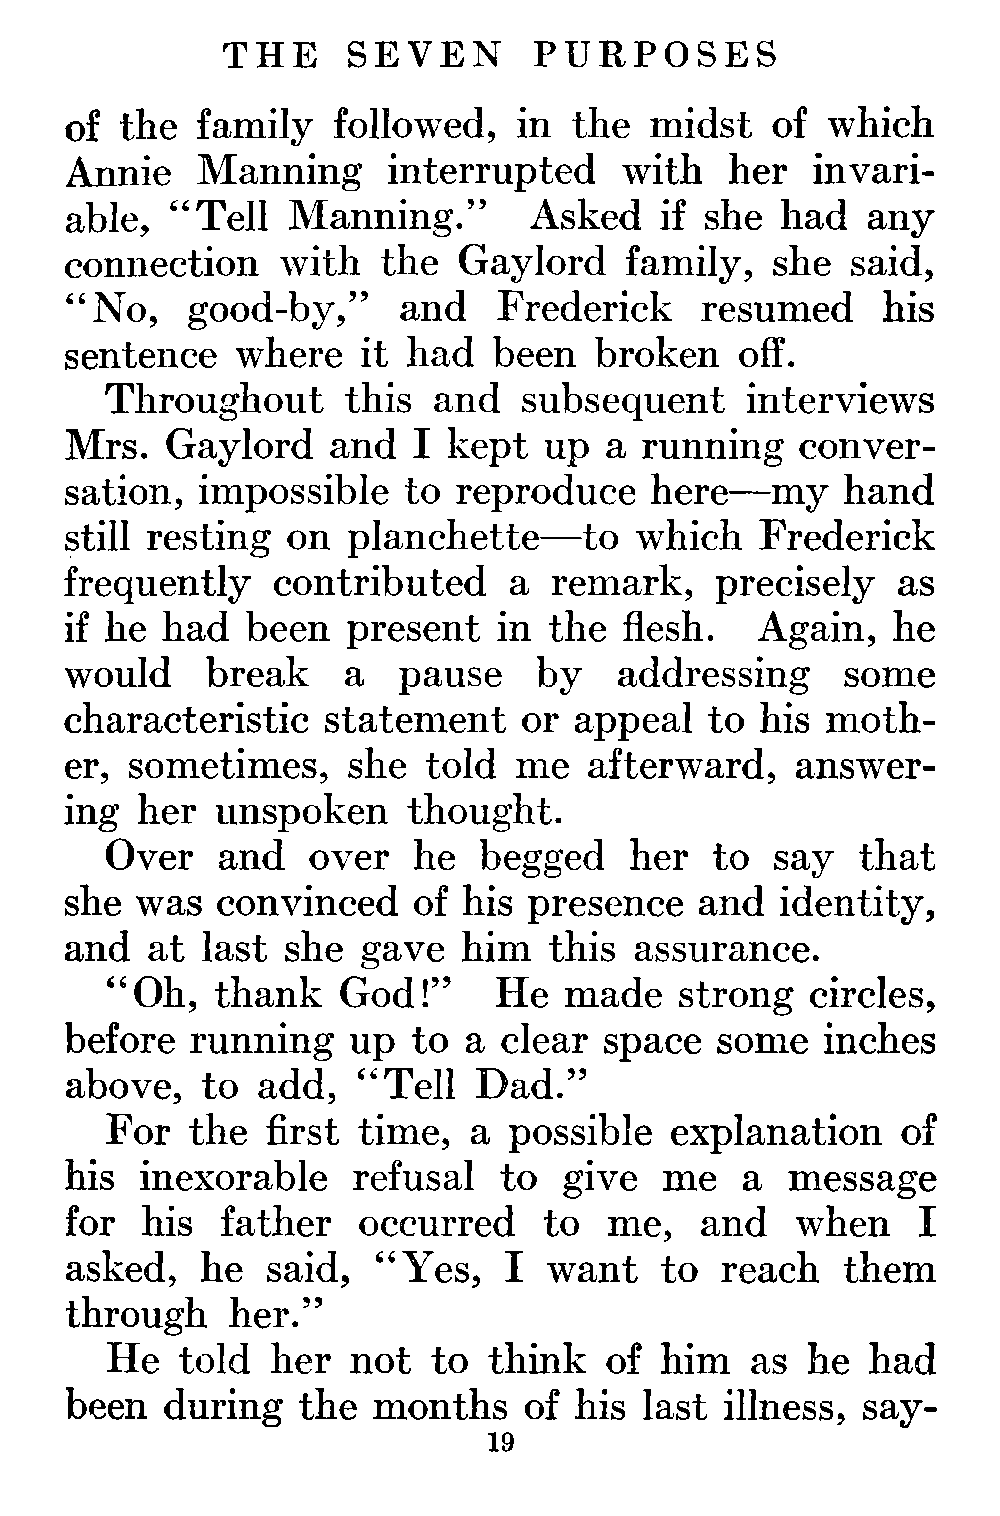 THE SEVEN PURPOSES
of the family followed, in the midst of which
Annie Manning interrupted with her invari-
able, “Tell Manning.” Asked if she had any
connection with the Gaylord family, she said,
“No, good-by,” and Frederick resumed his
sentence where it had been broken off.
Throughout this and subsequent interviews
Mrs. Gaylord and I kept up a running conver-
sation, impossible to reproduce here—my hand
still resting on planchette—to which Frederick
frequently contributed a remark, precisely as
if he had been present in the flesh. Again, he
would break a pause by addressing some
characteristic statement or appeal to his moth-
er, sometimes, she told me afterward, answer-
ing her unspoken thought.
Over and over he begged her to say that
she was convinced of his presence and identity,
and at last she gave him this assurance.
“Oh, thank God!” He made strong circles,
before running up to a clear space some inches
above, to add, “Tell Dad.”
For the first time, a possible explanation of
his inexorable refusal to give me a message
for his father occurred to me, and when I
asked, he said, “Yes, I want to reach them
through her.”
He told her not to think of him as he had
been during the months of his last illness, say-
19